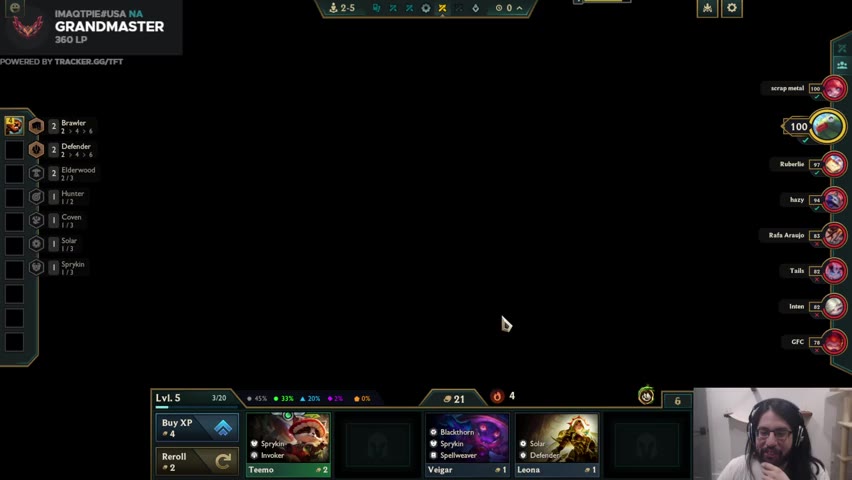 IMAQTPIE#USA NA
GRANDMASTER
360 LP
POWERED BY TRACKER.GG/TFT
2-5
0
2
Brawler
2 > 4 > 6
2
Defender
2 > 4 > 6
2
Elderwood
2 / 3
1
Hunter
1 / 2
1
Coven
1 / 3
1
Solar
1 / 3
1
Sprykin
1 / 3
scrap metal
100
100
Ruberlie
97
hazy
94
Rafa Araujo
83
Tails
82
Inten
82
GFC
78
Lvl. 5
3/20
45%
33%
20%
2%
0%
21
4
6
Buy XP
4
Reroll
2
Sprykin
Invoker
Teemo
2
Blackthorn
Sprykin
Spellweaver
Veigar
1
Solar
Defender
Leona
1